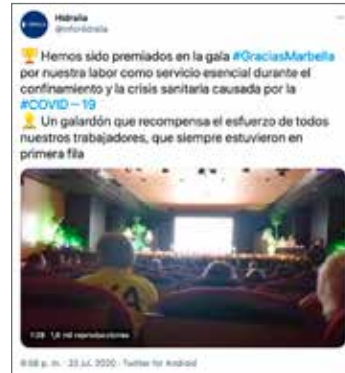 Hidralia
@InfoHidralia
🏆 Hemos sido premiados en la gala #GraciasMarbella
por nuestra labor como servicio esencial durante el
confinamiento y la crisis sanitaria causada por la
#COVID–19
Un galardón que recompensa el esfuerzo de todos
nuestros trabajadores, que siempre estuvieron en
primera fila
1,6 mil reproducciones
p. m. · 23 jul. 2020 · Twitter for Android